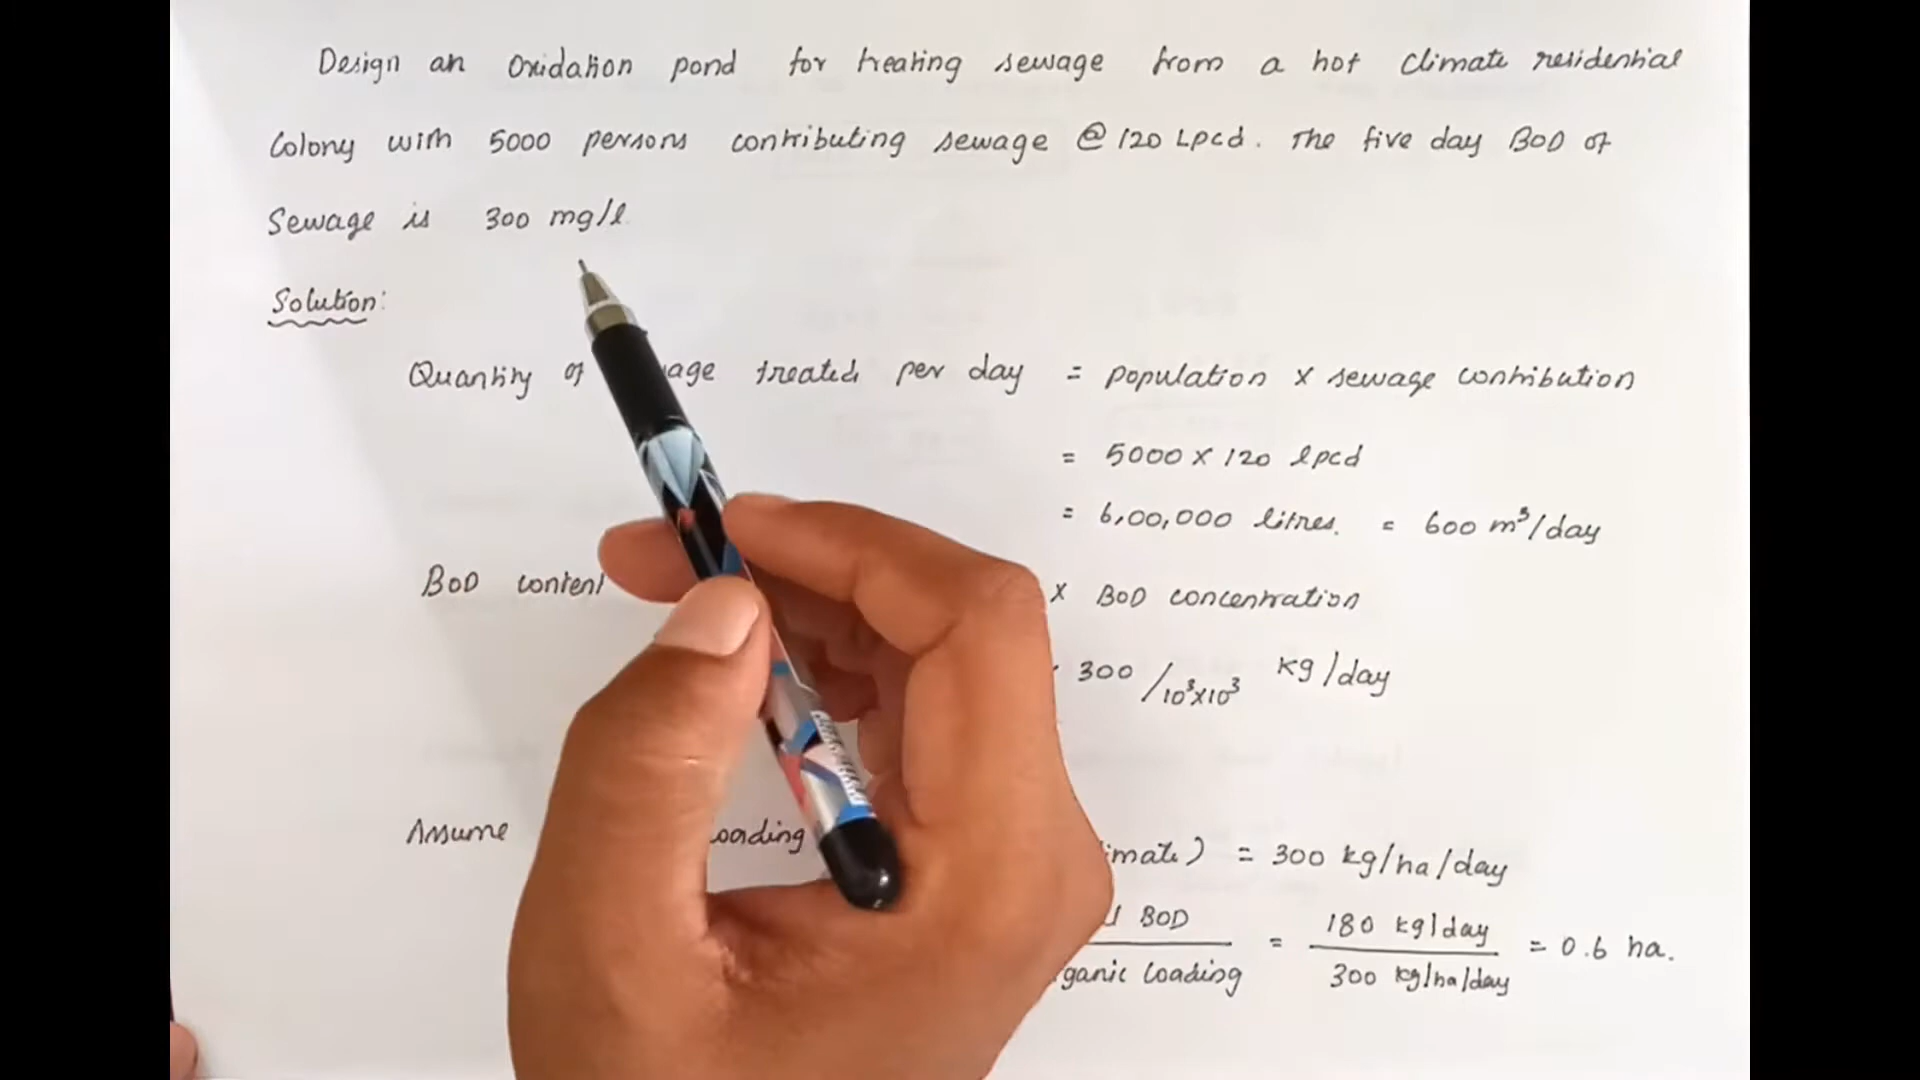 Design an Oxidation pond for treating sewage from a hot climate residential
Colony with 5000 persons contributing sewage @ 120 Lpcd. The five day BOD of
Sewage is 300 mg/l.
Solution:
Quantity of age treated per day = population x sewage contribution
= 5000 x 120 lpcd
= 6,00,000 litres. = 600 m³/day
BOD content x BOD concentration
300 / 10³x10³ kg/day
Assume oading imate) = 300 kg/ha/day
BOD = 180 kg/day = 0.6 ha.
ganic loading 300 kg/ha/day